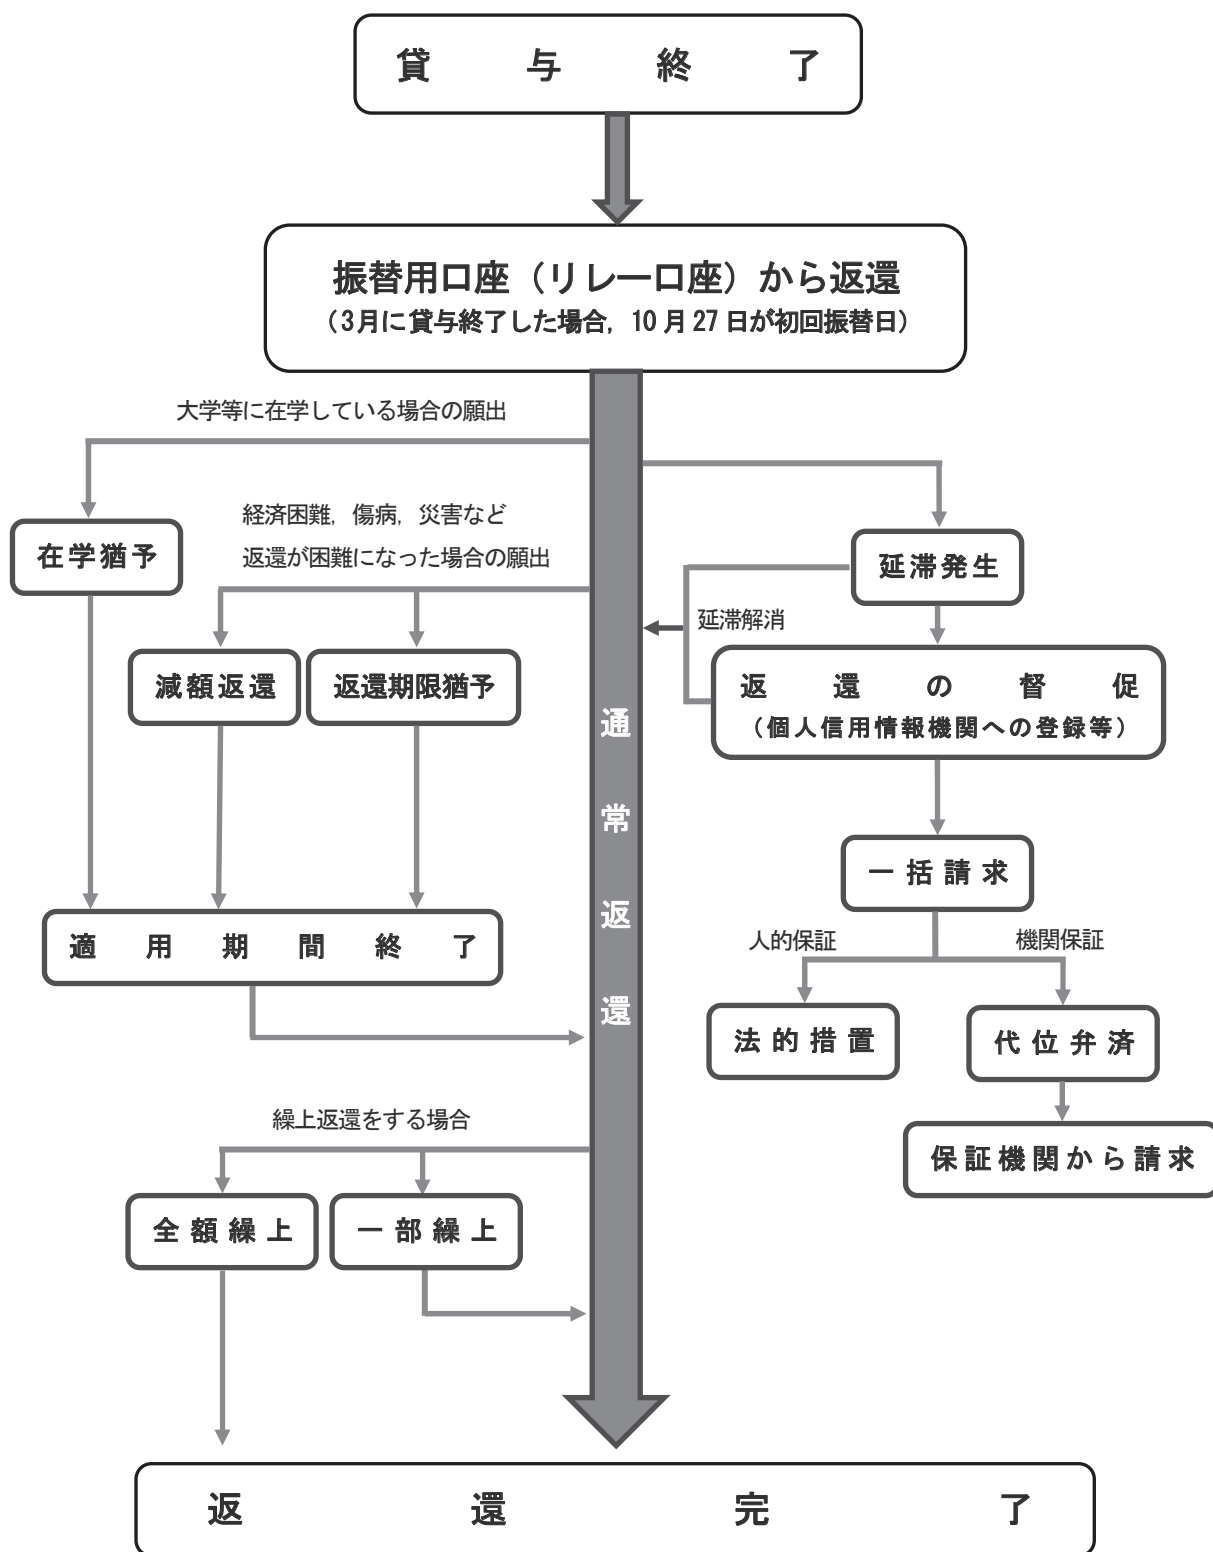 貸与終了
振替用口座（リレー口座）から返還
（3月に貸与終了した場合，10月27日が初回振替日）
大学等に在学している場合の願出
経済困難，傷病，災害など
返還が困難になった場合の願出
在学猶予
延滞発生
延滞解消
減額返還
返還期限猶予
返還の督促
（個人信用情報機関への登録等）
通常返還
一括請求
人的保証
機関保証
適用期間終了
法的措置
代位弁済
繰上返還をする場合
保証機関から請求
全額繰上
一部繰上
返還完了